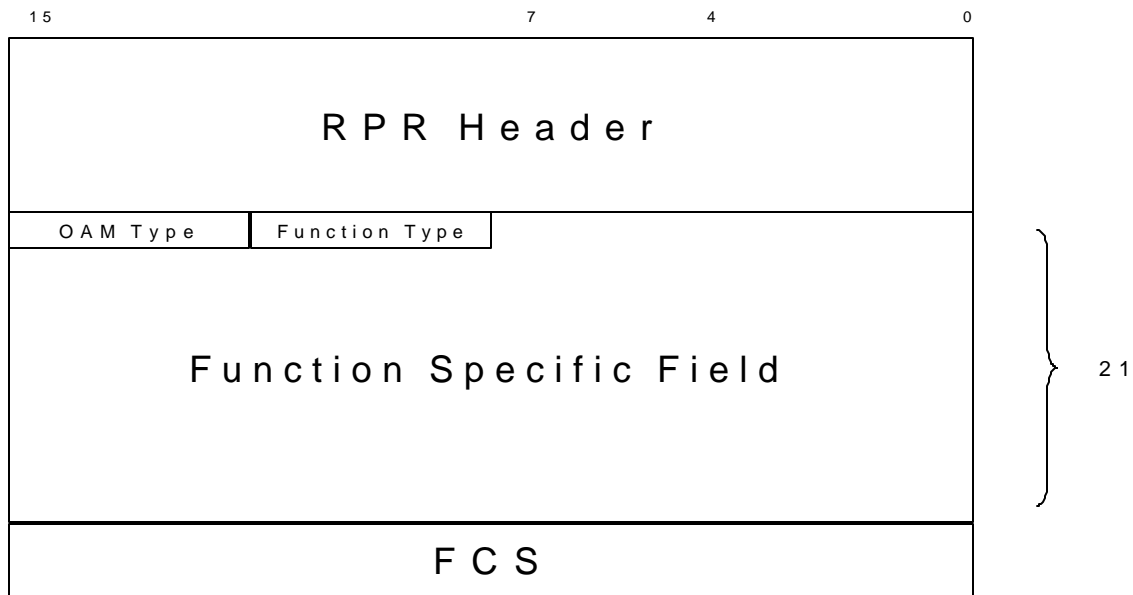 15 7 4 0
RPR Header
OAM Type Function Type
Function Specific Field
21
FCS